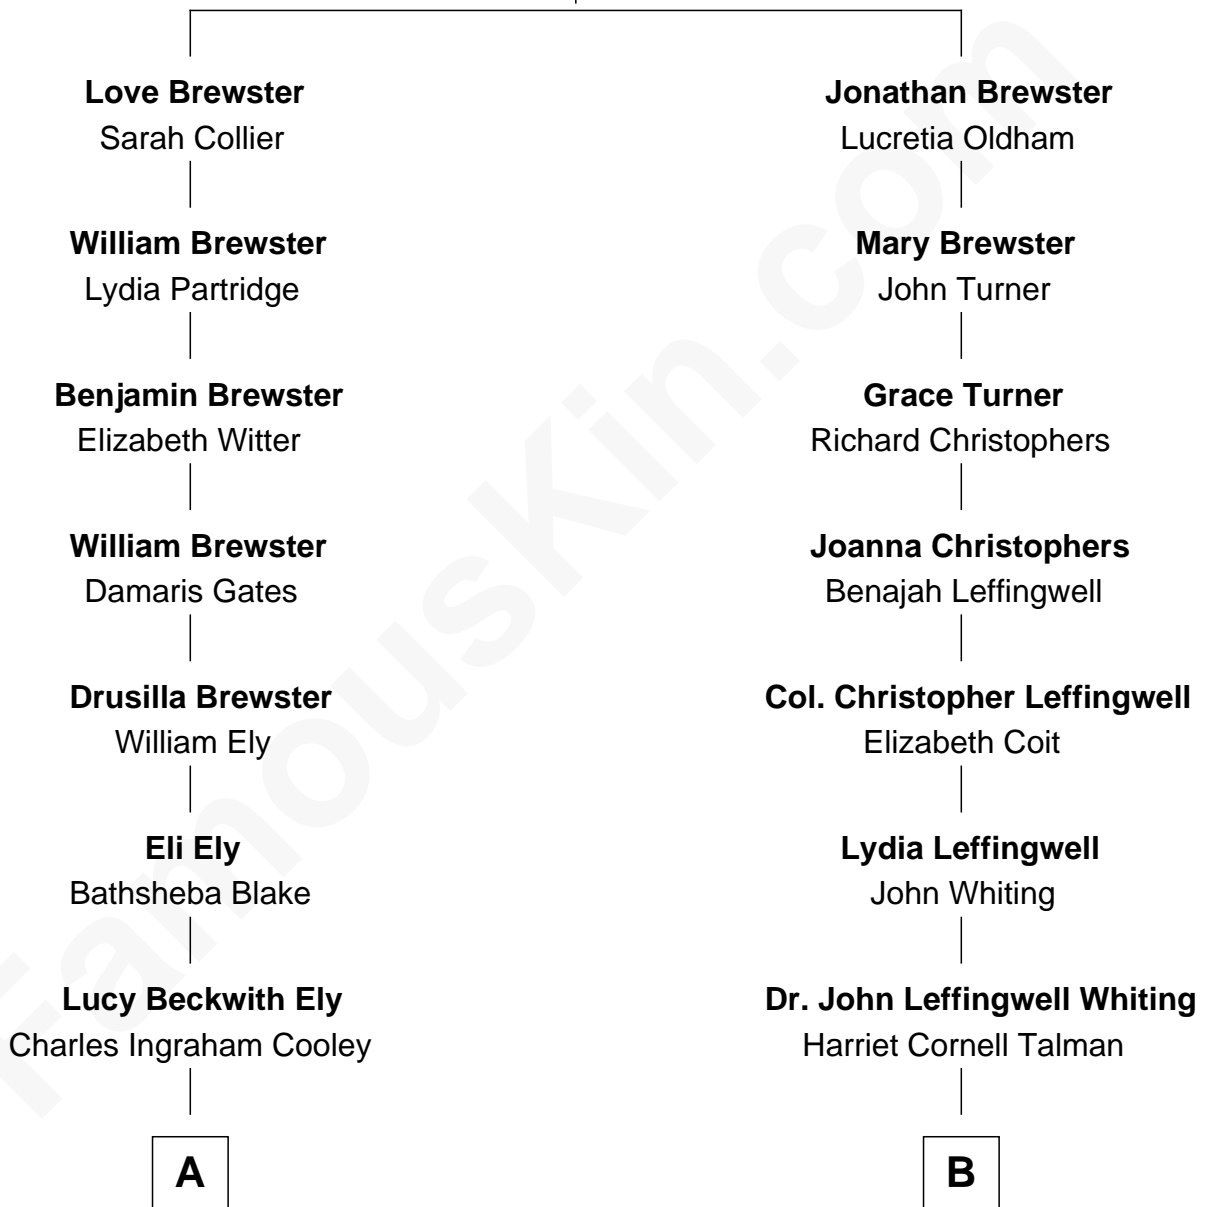 Love Brewster
Sarah Collier
Jonathan Brewster
Lucretia Oldham
William Brewster
Lydia Partridge
Mary Brewster
John Turner
Benjamin Brewster
Elizabeth Witter
Grace Turner
Richard Christophers
William Brewster
Damaris Gates
Joanna Christophers
Benajah Leffingwell
Drusilla Brewster
William Ely
Col. Christopher Leffingwell
Elizabeth Coit
Eli Ely
Bathsheba Blake
Lydia Leffingwell
John Whiting
Lucy Beckwith Ely
Charles Ingraham Cooley
Dr. John Leffingwell Whiting
Harriet Cornell Talman
A
B
FamousKin.com